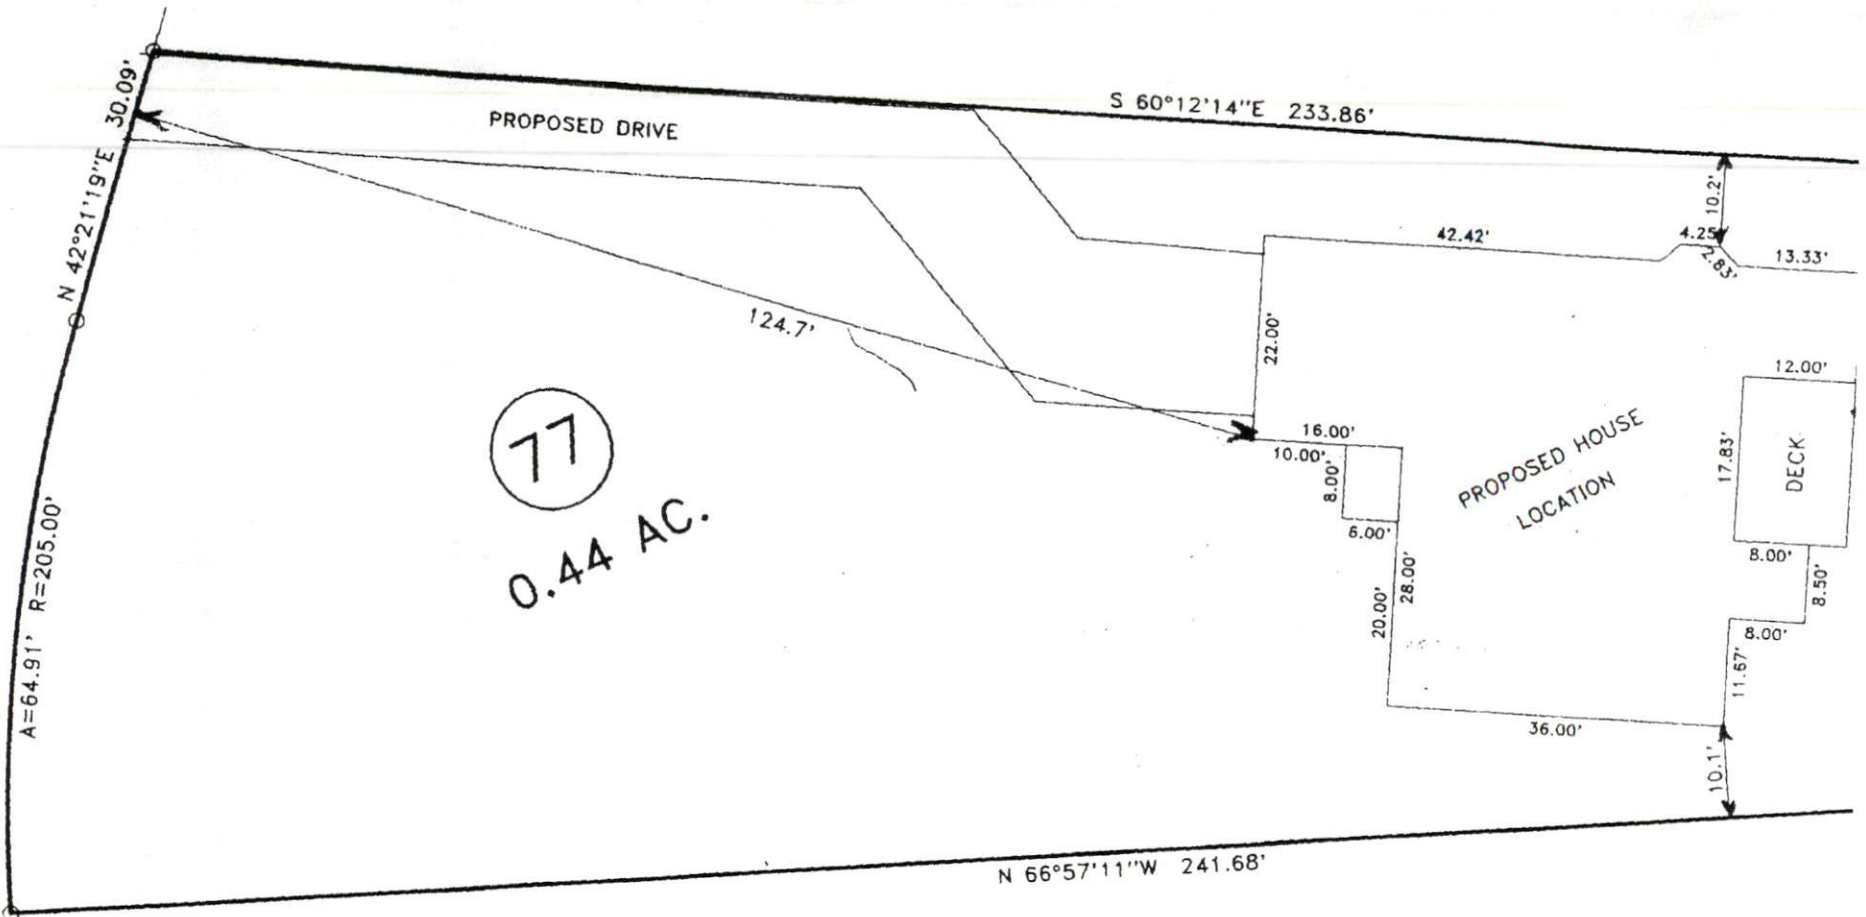 S 60°12'14"E 233.86'
30.09'
N 42°21'19"E
PROPOSED DRIVE
10.2'
42.42'
4.25'
2.83'
13.33'
124.7'
22.00'
12.00'
77
0.44 AC.
16.00'
10.00'
8.00'
6.00'
PROPOSED HOUSE
LOCATION
17.83'
DECK
8.00'
8.50'
8.00'
28.00'
20.00'
11.67'
36.00'
10.1'
A=64.91' R=205.00'
N 66°57'11"W 241.68'